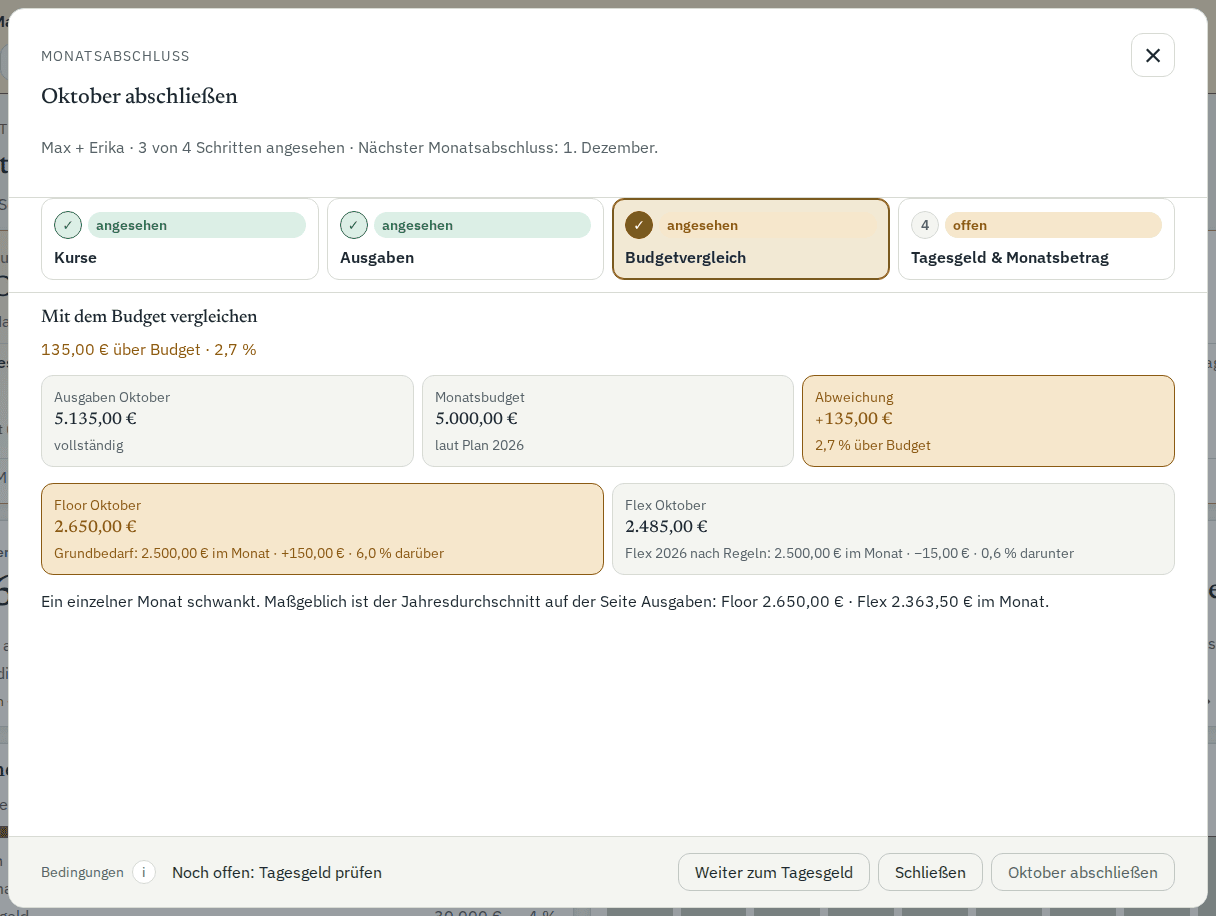 MONATSABSCHLUSS
Oktober abschließen
Max + Erika · 3 von 4 Schritten angesehen · Nächster Monatsabschluss: 1. Dezember.
✓ angesehen
Kurse
✓ angesehen
Ausgaben
✓ angesehen
Budgetvergleich
4 offen
Tagesgeld & Monatsbetrag
Mit dem Budget vergleichen
135,00 € über Budget · 2,7 %
Ausgaben Oktober
5.135,00 €
vollständig
Monatsbudget
5.000,00 €
laut Plan 2026
Abweichung
+135,00 €
2,7 % über Budget
Floor Oktober
2.650,00 €
Grundbedarf: 2.500,00 € im Monat · +150,00 € · 6,0 % darüber
Flex Oktober
2.485,00 €
Flex 2026 nach Regeln: 2.500,00 € im Monat · −15,00 € · 0,6 % darunter
Ein einzelner Monat schwankt. Maßgeblich ist der Jahresdurchschnitt auf der Seite Ausgaben: Floor 2.650,00 € · Flex 2.363,50 € im Monat.
Bedingungen i Noch offen: Tagesgeld prüfen
Weiter zum Tagesgeld
Schließen
Oktober abschließen